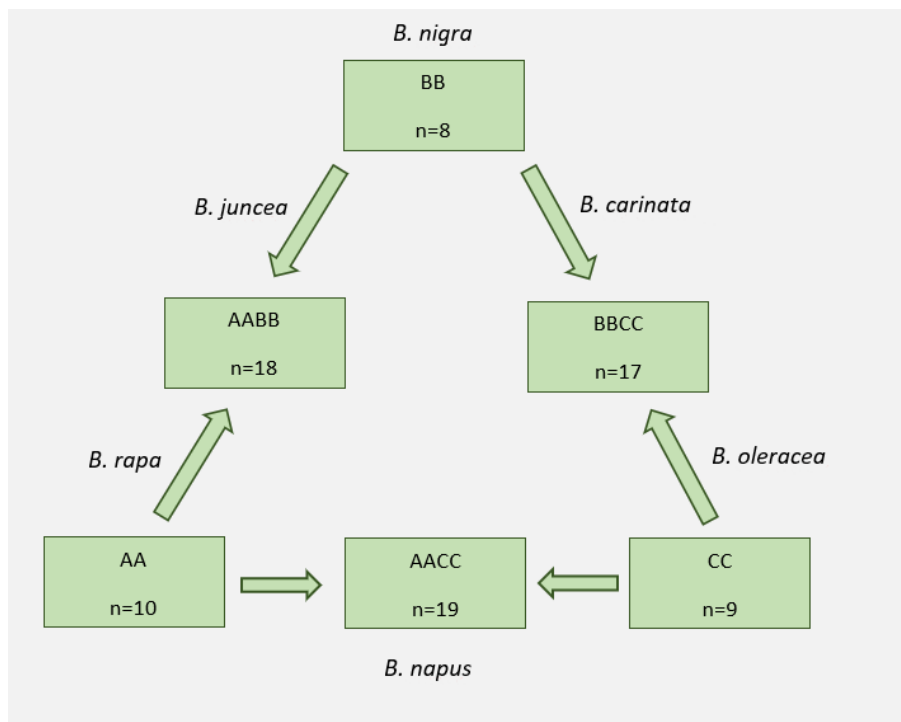 B. nigra
BB
n=8
B. juncea
B. carinata
AABB
n=18
BBCC
n=17
B. rapa
B. oleracea
AA
n=10
AACC
n=19
CC
n=9
B. napus